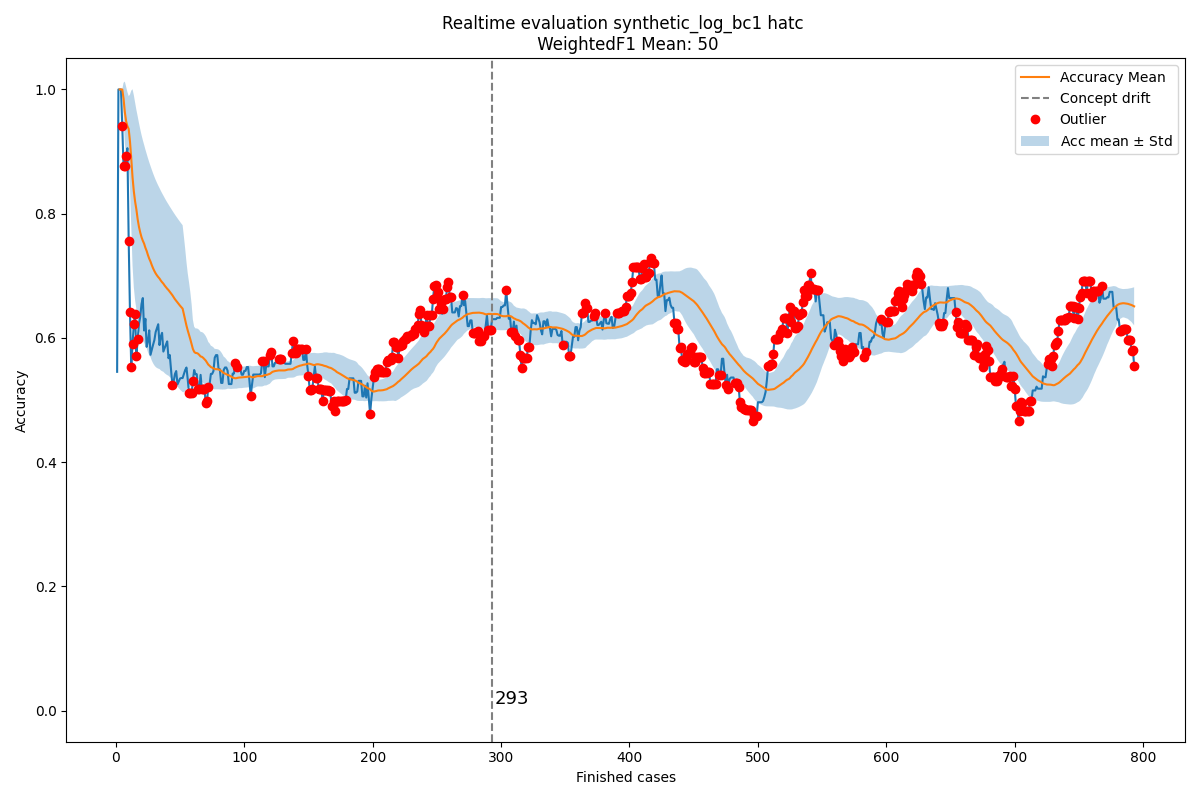 Realtime evaluation synthetic_log_bc1 hatc
WeightedF1 Mean: 50
Accuracy Mean
Concept drift
Outlier
Acc mean ± Std
1.0
0.8
0.6
0.4
0.2
0.0
Accuracy
293
0
100
200
300
400
500
600
700
800
Finished cases